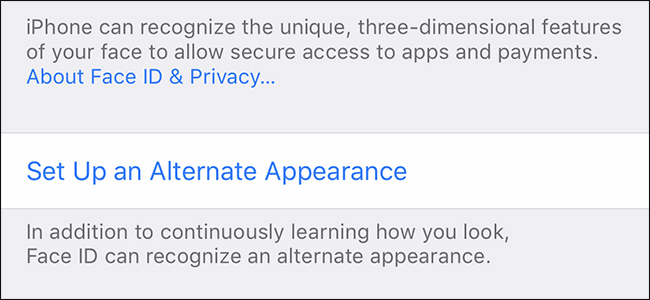 iPhone can recognize the unique, three-dimensional features
of your face to allow secure access to apps and payments.
About Face ID & Privacy...
Set Up an Alternate Appearance
In addition to continuously learning how you look,
Face ID can recognize an alternate appearance.